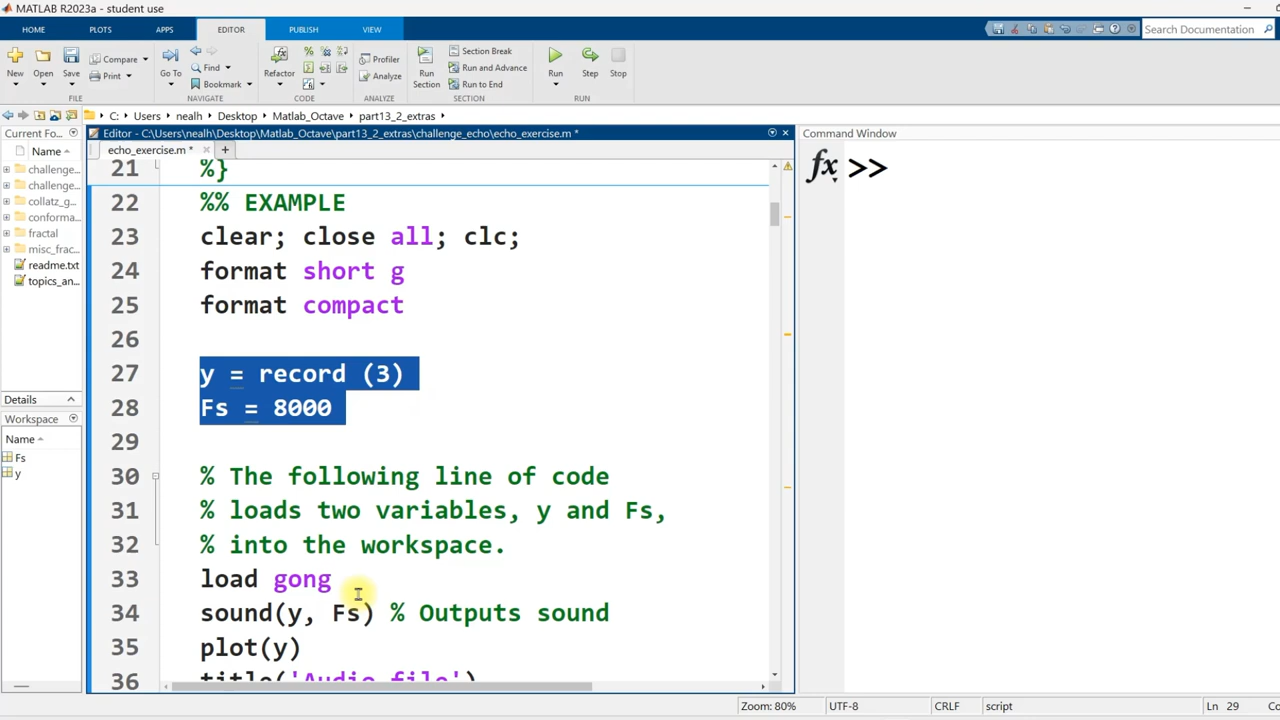 MATLAB R2023a - student use
HOME PLOTS APPS EDITOR PUBLISH VIEW
Search Documentation
New Open Save Compare Print
FILE
Go To Find Bookmark
NAVIGATE
Refactor
CODE
Profiler
Analyze
ANALYZE
Run Section
Section Break
Run and Advance
Run to End
SECTION
Run Step Stop
RUN
C: Users nealh Desktop Matlab_Octave part13_2_extras
Current Fo...
Name
challenge...
challenge...
collatz_g...
conforma...
fractal
misc_frac...
readme.txt
topics_an...
Details
Workspace
Name
Fs
y
Editor - C:\Users\nealh\Desktop\Matlab_Octave\part13_2_extras\challenge_echo\echo_exercise.m *
echo_exercise.m *
21 %}
22 %% EXAMPLE
23 clear; close all; clc;
24 format short g
25 format compact
26
27 y = record (3)
28 Fs = 8000
29
30 % The following line of code
31 % loads two variables, y and Fs,
32 % into the workspace.
33 load gong
34 sound(y, Fs) % Outputs sound
35 plot(y)
36 title('Audio file')
Command Window
fx >>
Zoom: 80% UTF-8 CRLF script Ln 29 Co